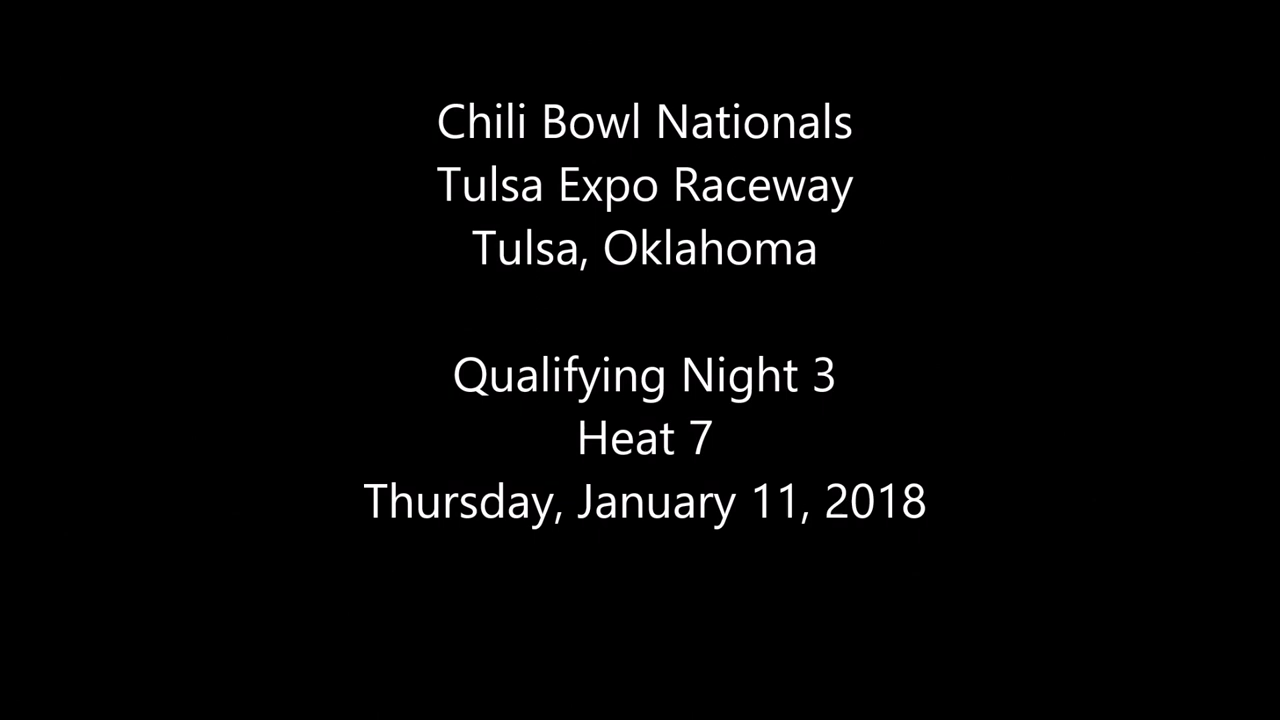 Chili Bowl Nationals
Tulsa Expo Raceway
Tulsa, Oklahoma
Qualifying Night 3
Heat 7
Thursday, January 11, 2018